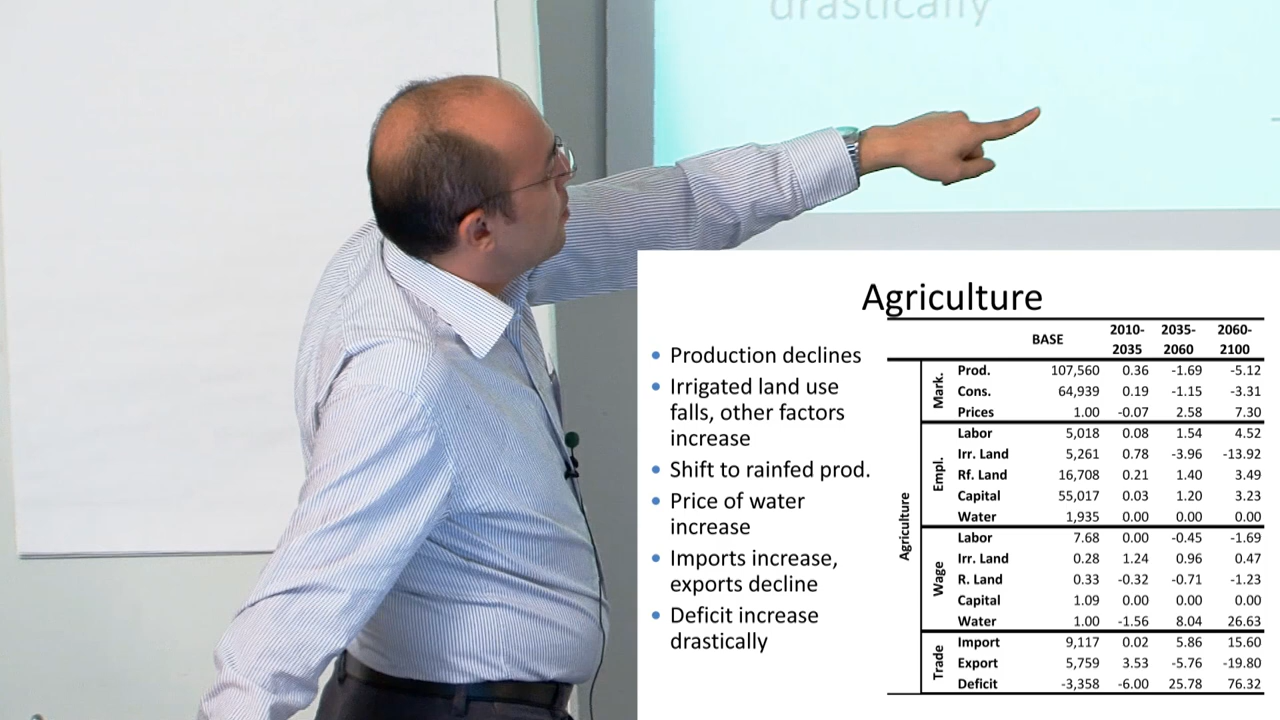 drastically
Agriculture
• Production declines
• Irrigated land use
falls, other factors
increase
• Shift to rainfed prod.
• Price of water
increase
• Imports increase,
exports decline
• Deficit increase
drastically
BASE 2010-2035 2035-2060 2060-2100
Agriculture
Mark.
Prod. 107,560 0.36 -1.69 -5.12
Cons. 64,939 0.19 -1.15 -3.31
Prices 1.00 -0.07 2.58 7.30
Empl.
Labor 5,018 0.08 1.54 4.52
Irr. Land 5,261 0.78 -3.96 -13.92
Rf. Land 16,708 0.21 1.40 3.49
Capital 55,017 0.03 1.20 3.23
Water 1,935 0.00 0.00 0.00
Wage
Labor 7.68 0.00 -0.45 -1.69
Irr. Land 0.28 1.24 0.96 0.47
R. Land 0.33 -0.32 -0.71 -1.23
Capital 1.09 0.00 0.00 0.00
Water 1.00 -1.56 8.04 26.63
Trade
Import 9,117 0.02 5.86 15.60
Export 5,759 3.53 -5.76 -19.80
Deficit -3,358 -6.00 25.78 76.32